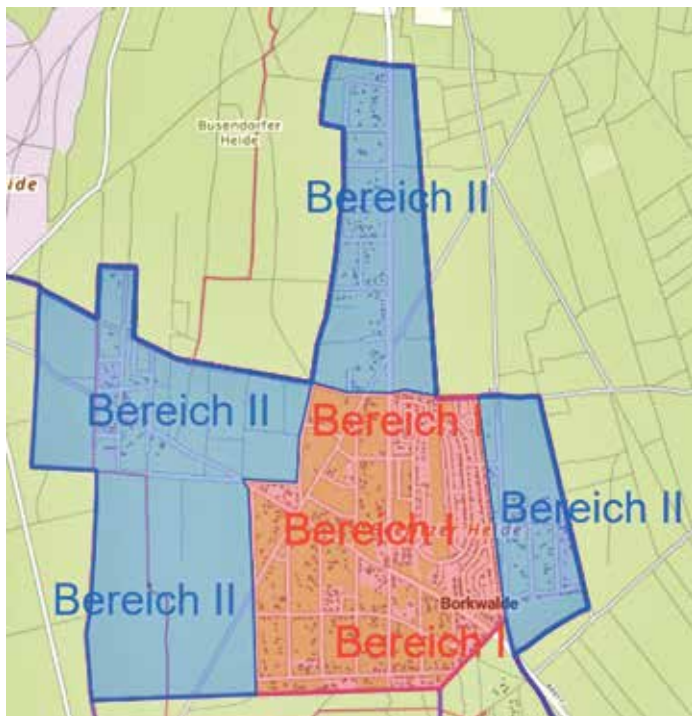 Busendorfer
Heide
ide
Bereich II
Bereich II
Bereich I
Bereich I
Heide
Bereich II
Bereich II
Borkwalde
Bereich I